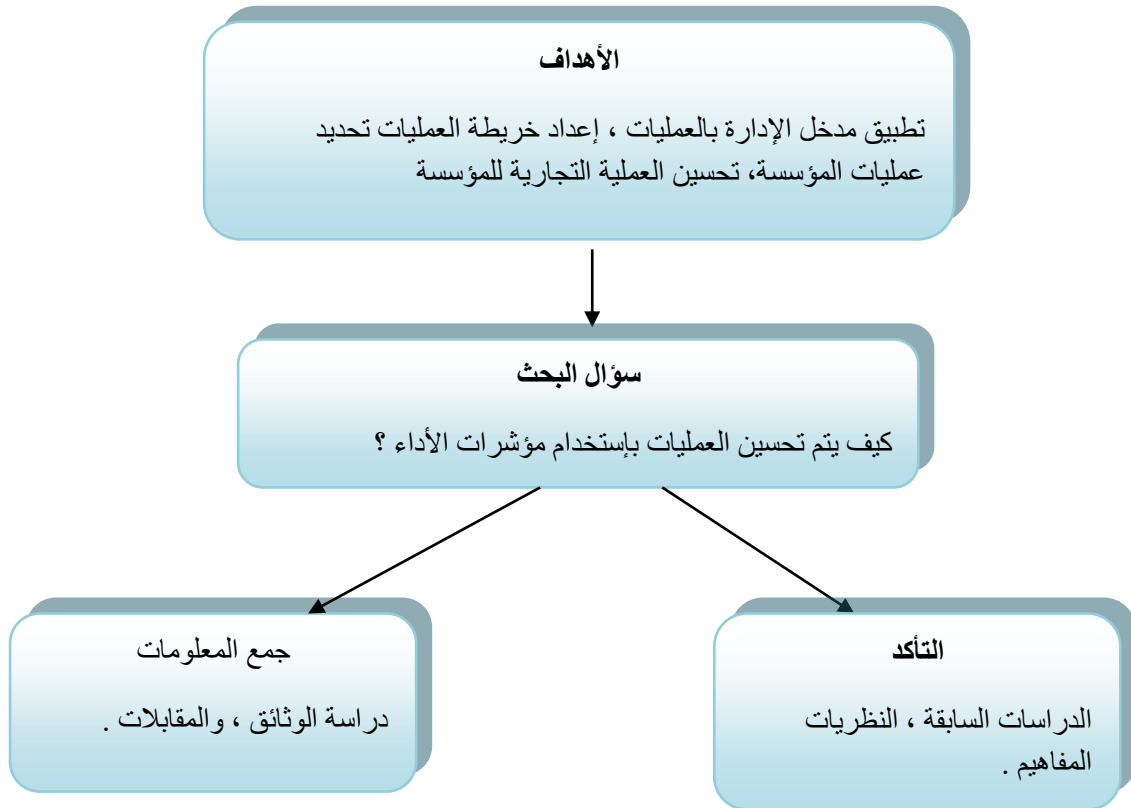 الأهداف
تطبيق مدخل الإدارة بالعمليات ، إعداد خريطة العمليات تحديد
عمليات المؤسسة، تحسين العملية التجارية للمؤسسة
سؤال البحث
كيف يتم تحسين العمليات بإستخدام مؤشرات الأداء ؟
التأكد
الدراسات السابقة ، النظريات
المفاهيم .
جمع المعلومات
دراسة الوثائق ، والمقابلات .